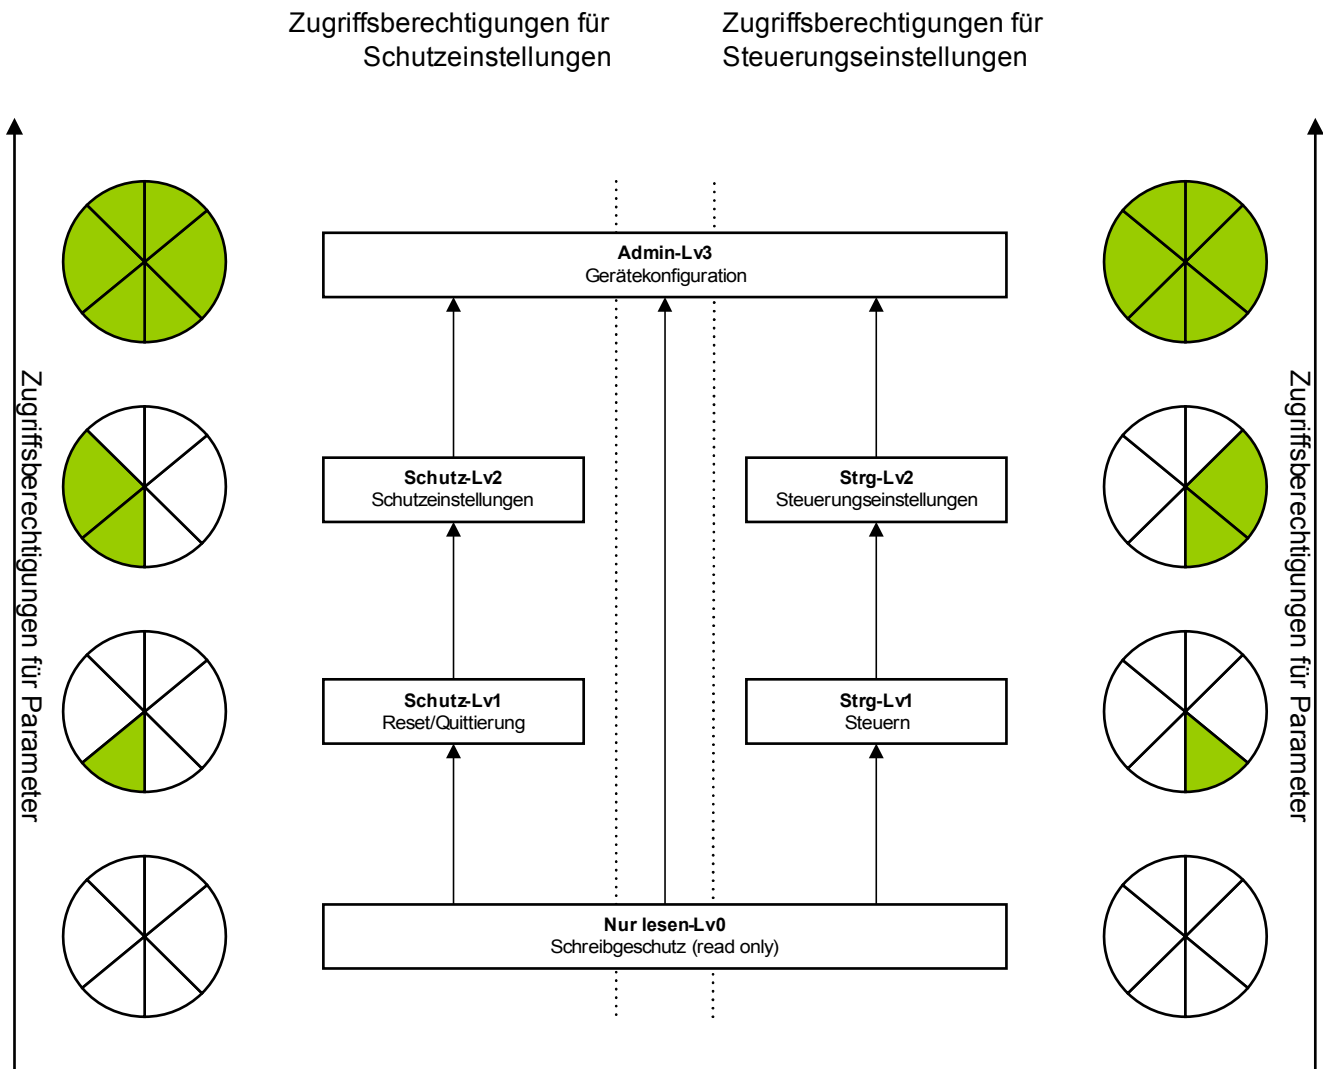 Zugriffsberechtigungen für
Schutzeinstellungen
Zugriffsberechtigungen für
Steuerungseinstellungen
Admin-Lv3
Gerätekonfiguration
Zugriffsberechtigungen für Parameter
Zugriffsberechtigungen für Parameter
Schutz-Lv2
Schutzeinstellungen
Strg-Lv2
Steuerungseinstellungen
Schutz-Lv1
Reset/Quittierung
Strg-Lv1
Steuern
Nur lesen-Lv0
Schreibgeschutz (read only)